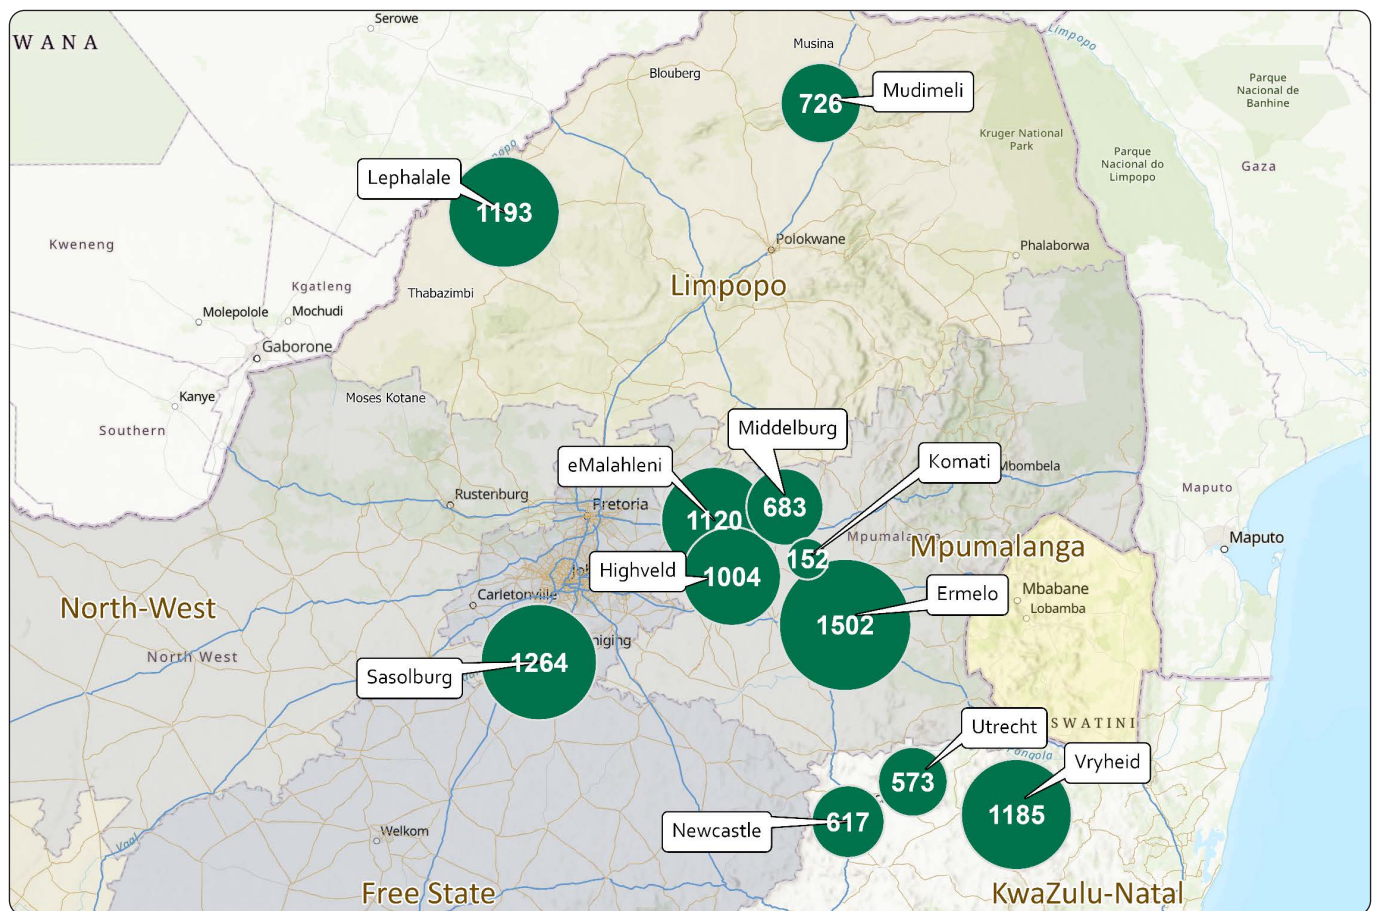 Serowe
WANA
Musina
Limpopo
Blouberg
726
Mudimeli
Parque
Nacional de
Banhine
Kruger National
Park
Parque
Nacional do
Limpopo
Gaza
Lephalale
1193
Kweneng
Polokwane
Phalaborwa
Limpopo
Kgatleng
Thabazimbi
Molepolole
Mochudi
Gaborone
Kanye
Moses Kotane
Southern
Middelburg
eMalahleni
Komati
Mbombela
Rustenburg
Pretoria
1120
683
Maputo
Mpumalanga
Mpumalanga
Maputo
152
Highveld
1004
Carletonville
Mbabane
Lobamba
Ermelo
1502
North-West
North West
niging
1264
Sasolburg
SWATINI
Utrecht
Pongola
Vryheid
573
1185
Newcastle
617
Welkom
Vaal
Free State
KwaZulu-Natal